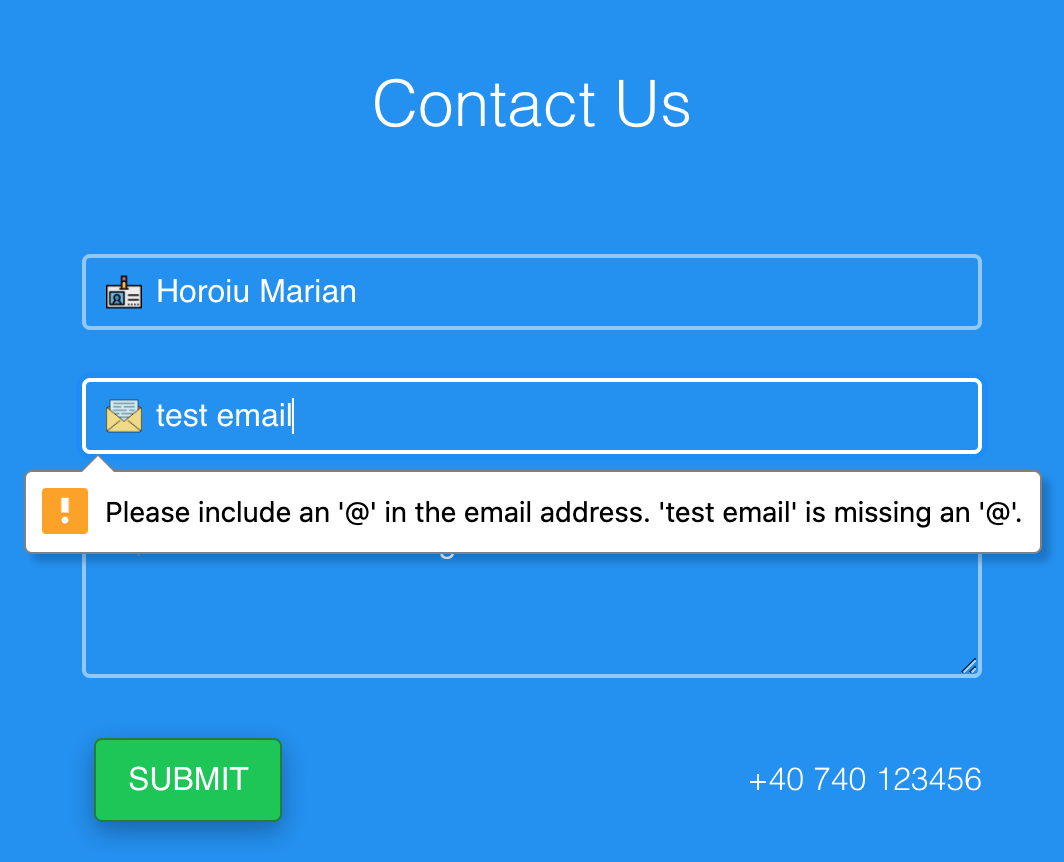 Contact Us
Horoiu Marian
test email
Please include an '@' in the email address. 'test email' is missing an '@'.
SUBMIT
+40 740 123456